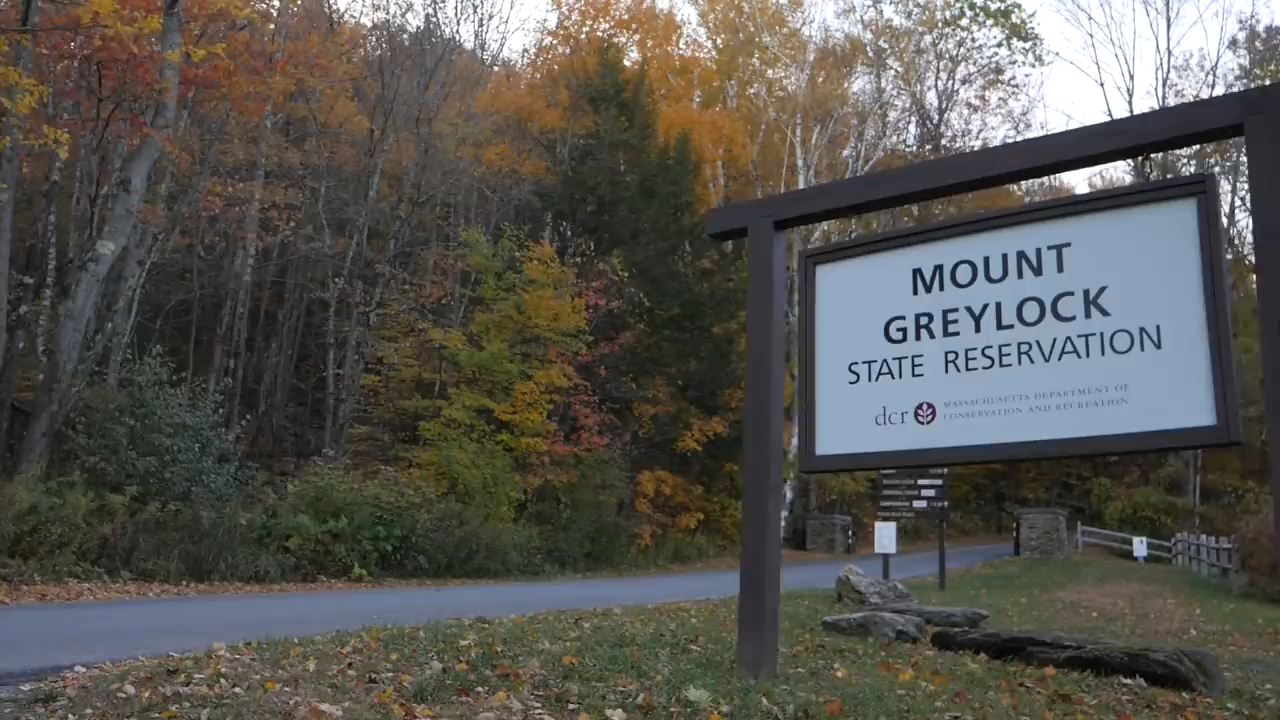 MOUNT
GREYLOCK
STATE RESERVATION
dcr MASSACHUSETTS DEPARTMENT OF
CONSERVATION AND RECREATION